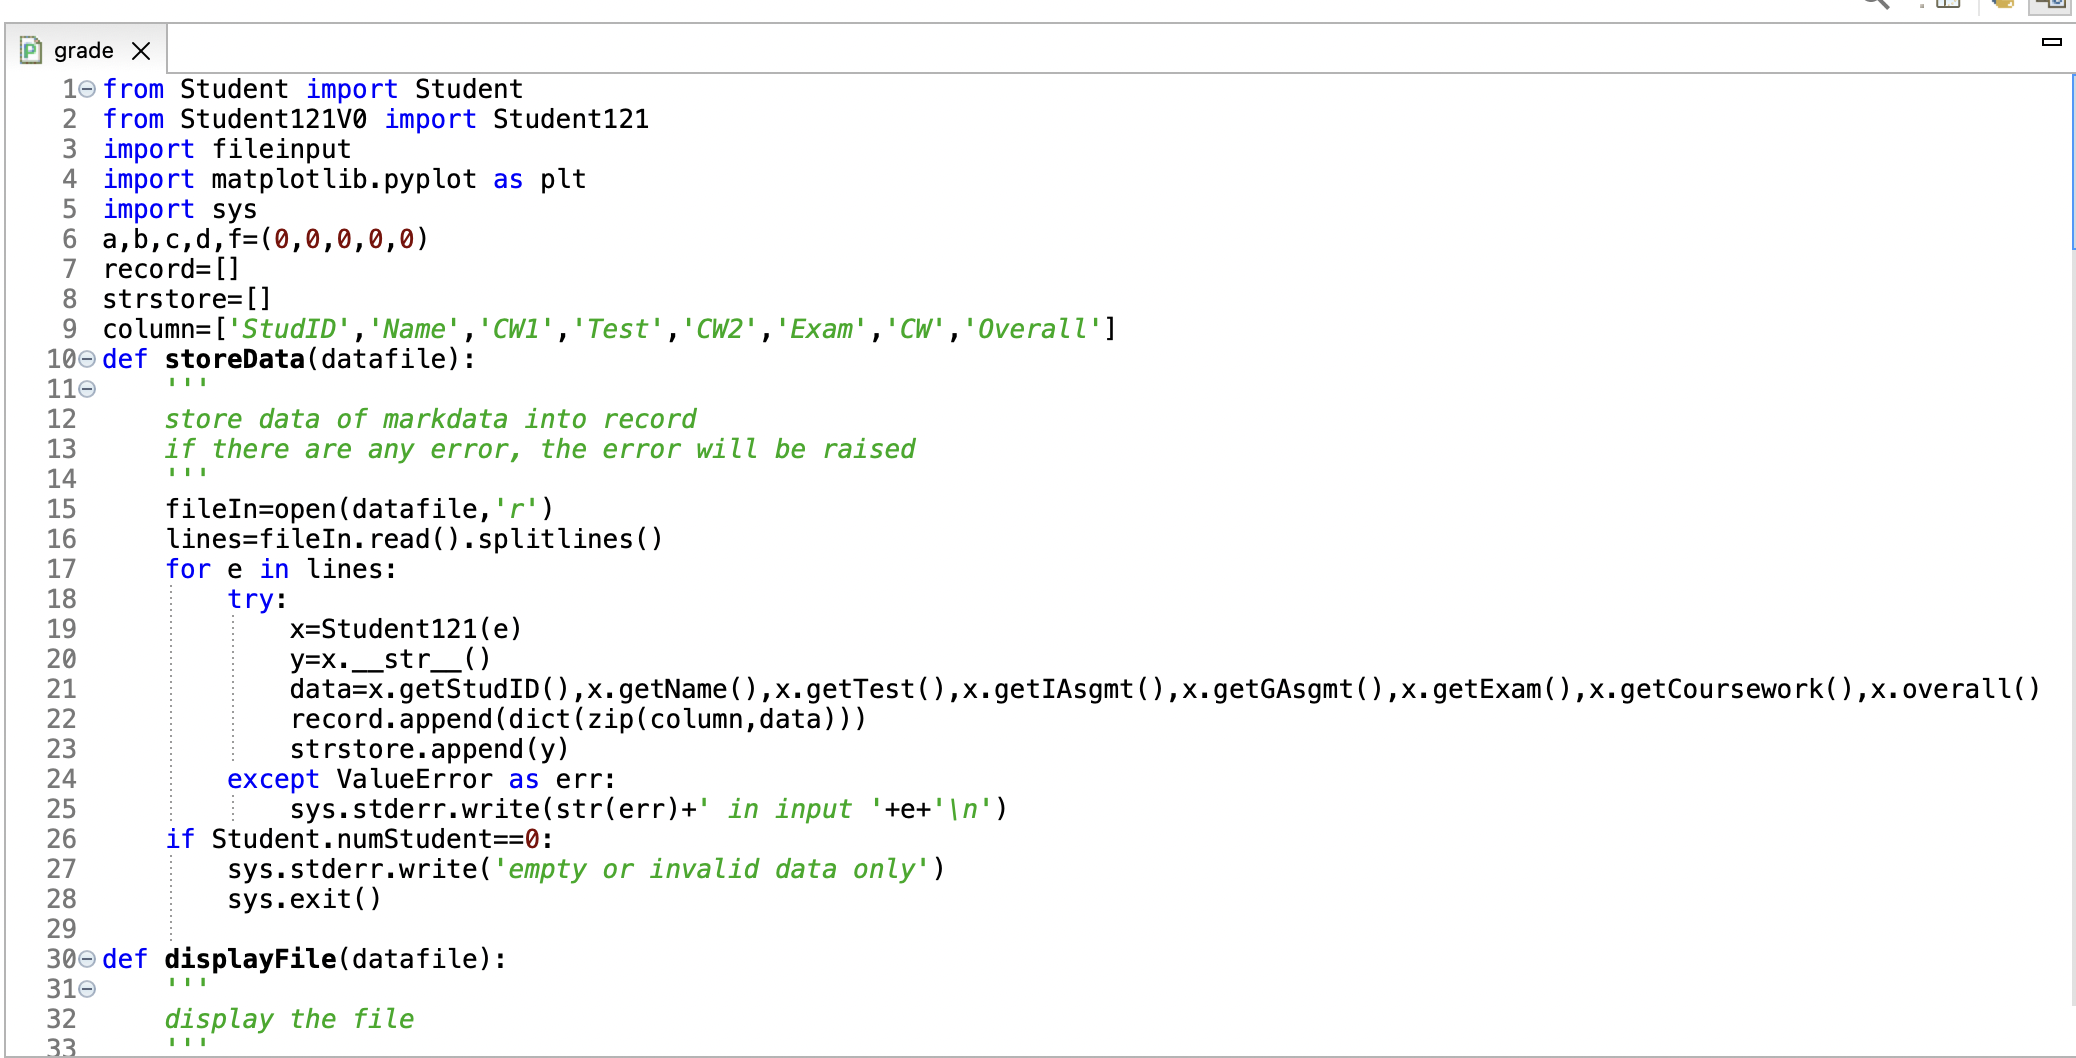 grade
1 from Student import Student
2 from Student121V0 import Student121
3 import fileinput
4 import matplotlib.pyplot as plt
5 import sys
6 a,b,c,d,f=(0,0,0,0,0)
7 record=[]
8 strstore=[]
9 column=['StudID','Name','CW1','Test','CW2','Exam','CW','Overall']
10 def storeData(datafile):
11     '''
12     store data of markdata into record
13     if there are any error, the error will be raised
14     '''
15     fileIn=open(datafile,'r')
16     lines=fileIn.read().splitlines()
17     for e in lines:
18         try:
19             x=Student121(e)
20             y=x.__str__()
21             data=x.getStudID(),x.getName(),x.getTest(),x.getIAsgmt(),x.getGAsgmt(),x.getExam(),x.getCoursework(),x.overall()
22             record.append(dict(zip(column,data)))
23             strstore.append(y)
24         except ValueError as err:
25             sys.stderr.write(str(err)+' in input '+e+'\n')
26     if Student.numStudent==0:
27         sys.stderr.write('empty or invalid data only')
28         sys.exit()
29
30 def displayFile(datafile):
31     '''
32     display the file
33     '''